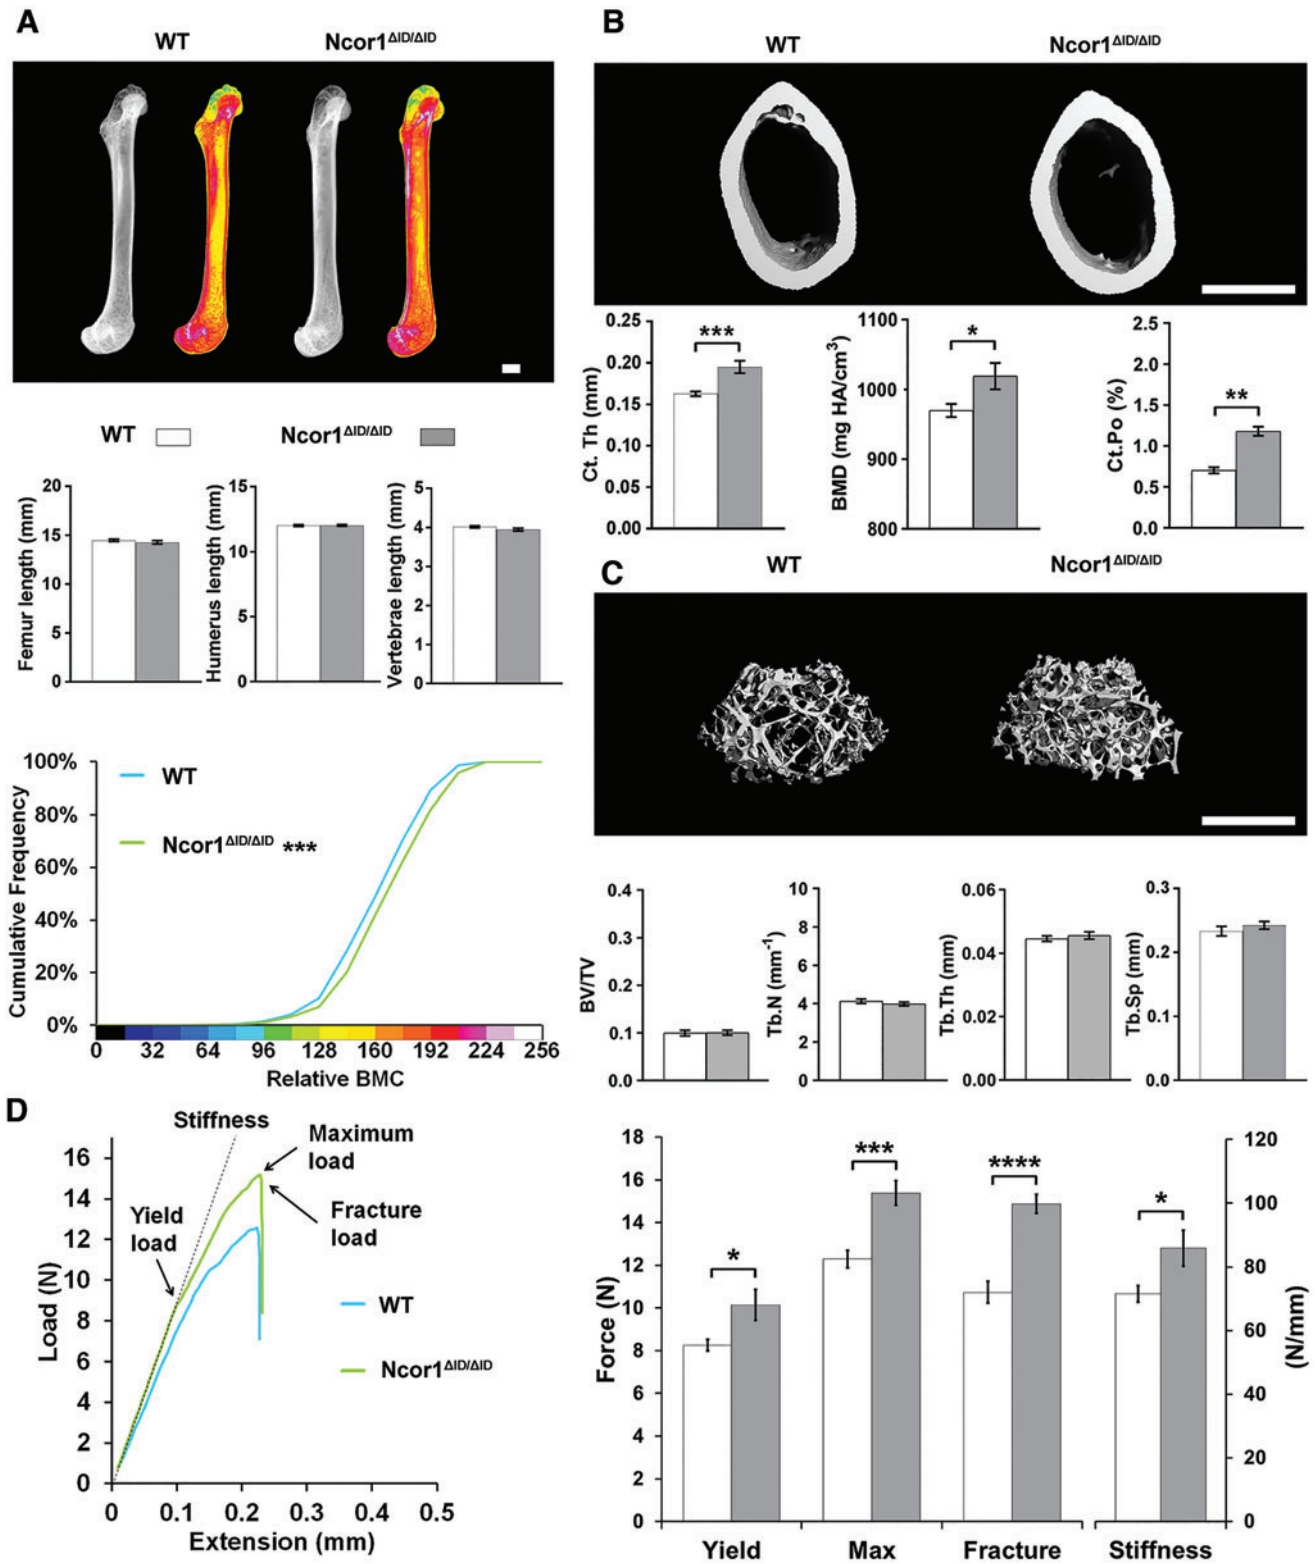 A
WT Ncor1ΔID/ΔID
WT Ncor1ΔID/ΔID
Femur length (mm)
20
15
10
5
0
Humerus length (mm)
15
10
5
0
Vertebrae length (mm)
5
4
3
2
1
0
Cumulative Frequency
100%
80%
60%
40%
20%
0%
WT
Ncor1ΔID/ΔID ***
0 32 64 96 128 160 192 224 256
Relative BMC
B
WT Ncor1ΔID/ΔID
Ct. Th (mm)
0.25
0.20
0.15
0.10
0.05
0.00
***
BMD (mg HA/cm3)
1100
1000
900
800
*
Ct.Po (%)
2.5
2.0
1.5
1.0
0.5
0.0
**
C
WT Ncor1ΔID/ΔID
BV/TV
0.4
0.3
0.2
0.1
0.0
Tb.N (mm-1)
10
8
6
4
2
0
Tb.Th (mm)
0.06
0.04
0.02
0.00
Tb.Sp (mm)
0.3
0.2
0.1
0.0
D
Load (N)
16
14
12
10
8
6
4
2
0
Stiffness
Maximum
load
Fracture
load
Yield
load
WT
Ncor1ΔID/ΔID
0 0.1 0.2 0.3 0.4 0.5
Extension (mm)
Force (N)
18
16
14
12
10
8
6
4
2
0
*
***
****
*
120
100
80
60
40
20
0
(N/mm)
Yield Max Fracture Stiffness